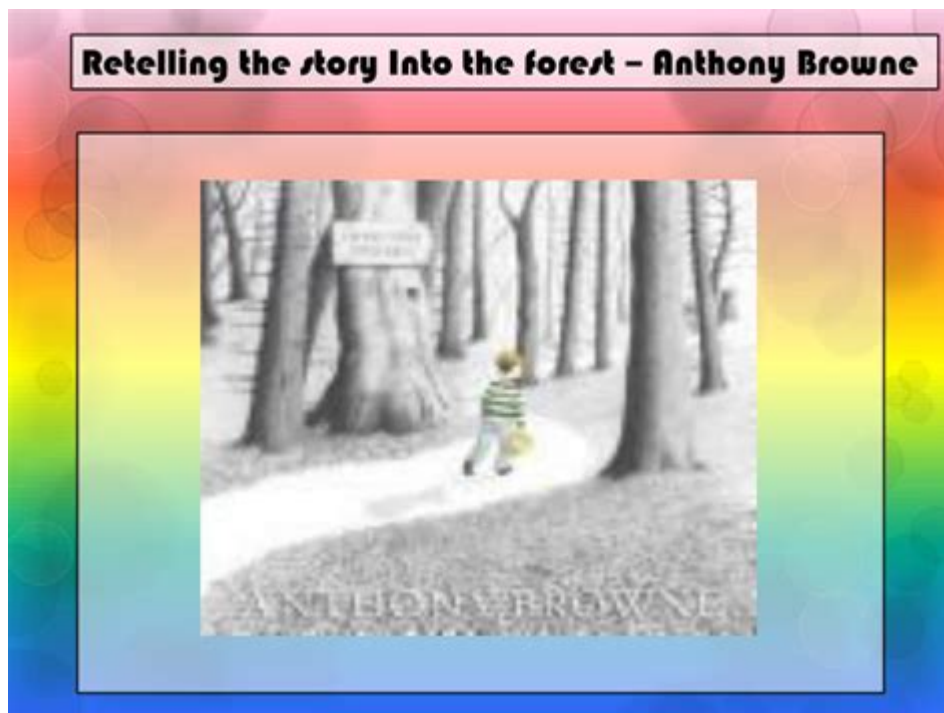 Retelling the story Into the forest – Anthony Browne
ANTHONY BROWNE